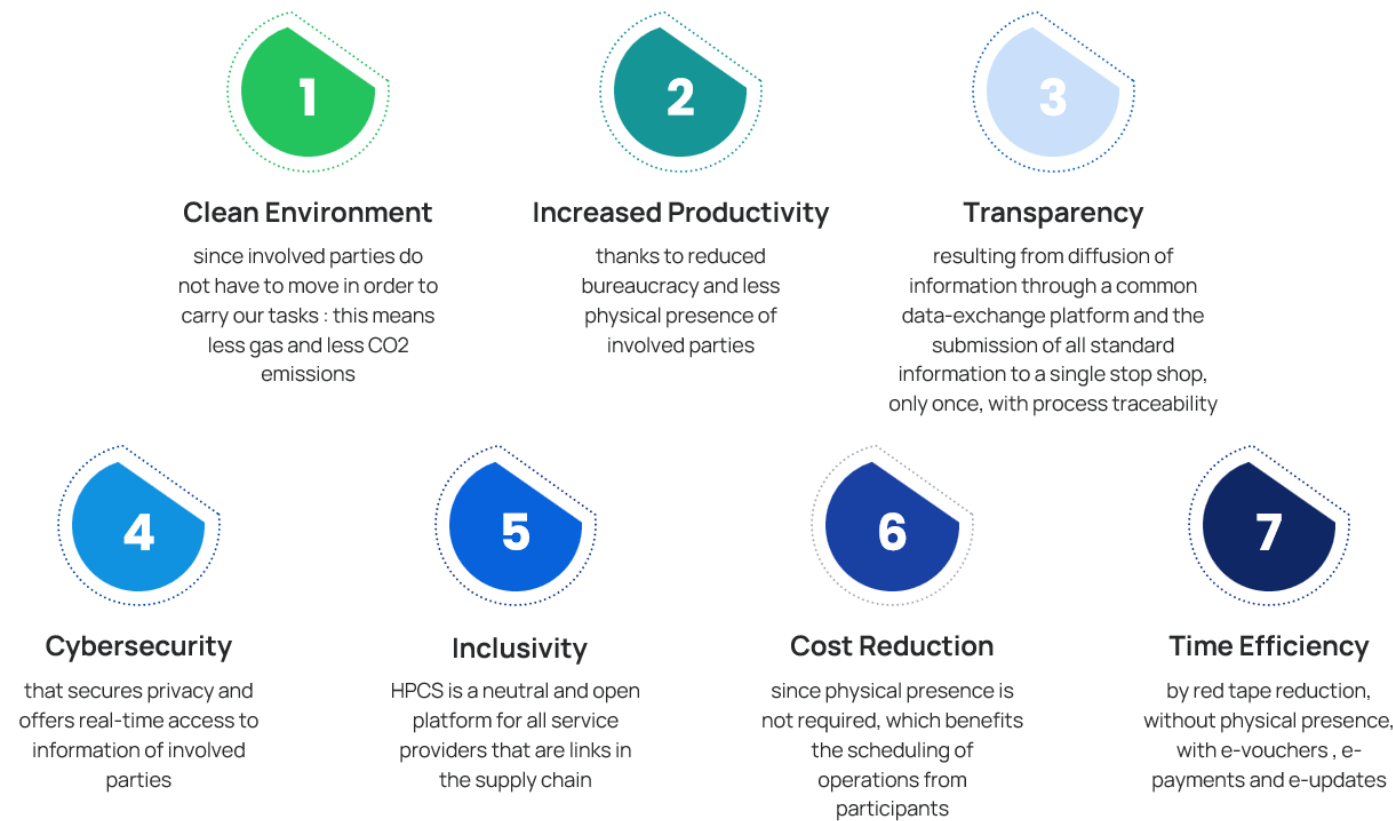 1
Clean Environment
since involved parties do
not have to move in order to
carry our tasks : this means
less gas and less CO2
emissions
2
Increased Productivity
thanks to reduced
bureaucracy and less
physical presence of
involved parties
3
Transparency
resulting from diffusion of
information through a common
data-exchange platform and the
submission of all standard
information to a single stop shop,
only once, with process traceability
4
Cybersecurity
that secures privacy and
offers real-time access to
information of involved
parties
5
Inclusivity
HPCS is a neutral and open
platform for all service
providers that are links in
the supply chain
6
Cost Reduction
since physical presence is
not required, which benefits
the scheduling of
operations from
participants
7
Time Efficiency
by red tape reduction,
without physical presence,
with e-vouchers , e-
payments and e-updates